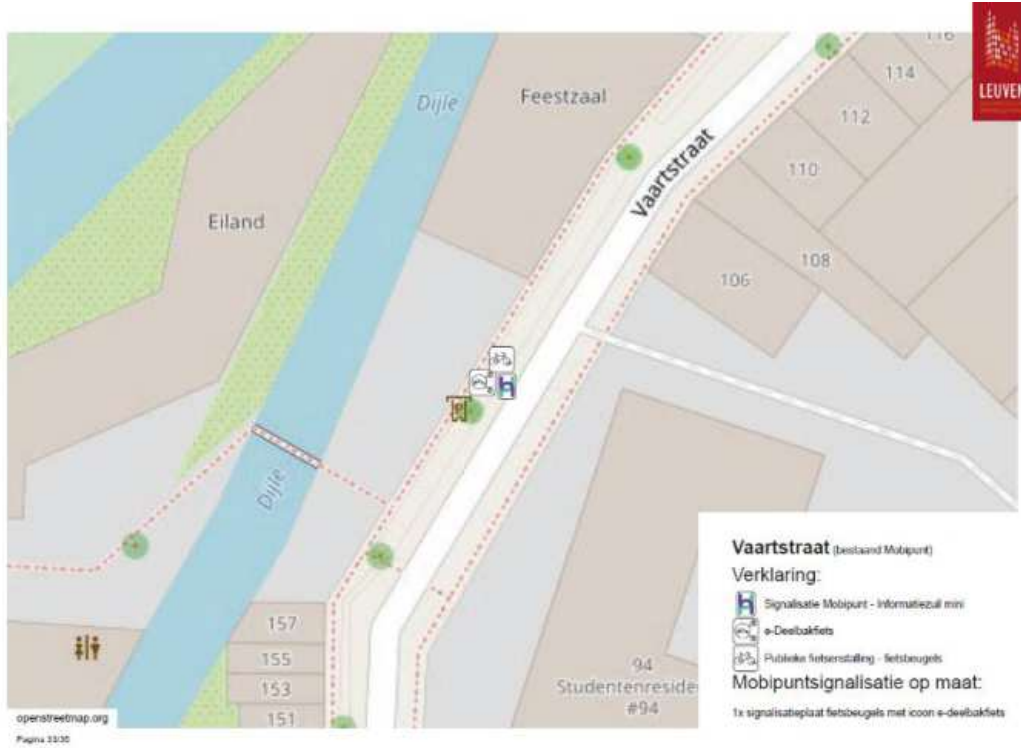 LEUVEN
116
114
112
110
108
106
Dijle
Feestzaal
Vaartstraat
Eiland
Dijle
157
155
153
151
94
Studentenreside
#94
Vaartstraat (bestaand Mobipunt)
Verklaring:
Signalisatie Mobipunt - Informatiezuil mini
e-Deelbakfiets
Publieke fietsenstalling - fietsbeugels
Mobipuntsignalisatie op maat:
1x signalisatieplaat fietsbeugels met icoon e-deelbakfiets
openstreetmap.org
Pagina 33/35